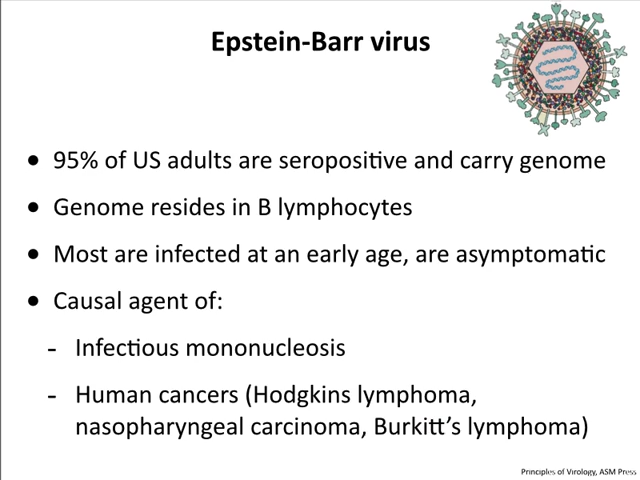 Epstein-Barr virus
• 95% of US adults are seropositive and carry genome
• Genome resides in B lymphocytes
• Most are infected at an early age, are asymptomatic
• Causal agent of:
- Infectious mononucleosis
- Human cancers (Hodgkins lymphoma,
nasopharyngeal carcinoma, Burkitt’s lymphoma)
Principles of Virology, ASM Press